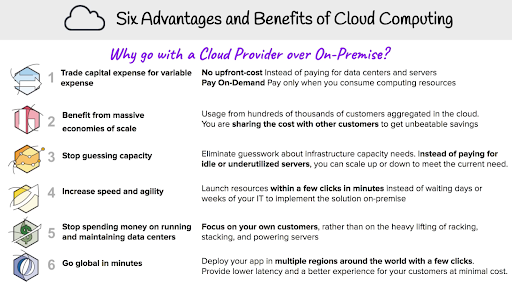 Six Advantages and Benefits of Cloud Computing
Why go with a Cloud Provider over On-Premise?
1
Trade capital expense for variable
expense
No upfront-cost Instead of paying for data centers and servers
Pay On-Demand Pay only when you consume computing resources
2
Benefit from massive
economies of scale
Usage from hundreds of thousands of customers aggregated in the cloud.
You are sharing the cost with other customers to get unbeatable savings
3
Stop guessing capacity
Eliminate guesswork about infrastructure capacity needs. Instead of paying for
idle or underutilized servers, you can scale up or down to meet the current need.
4
Increase speed and agility
Launch resources within a few clicks in minutes instead of waiting days or
weeks of your IT to implement the solution on-premise
5
Stop spending money on running
and maintaining data centers
Focus on your own customers, rather than on the heavy lifting of racking,
stacking, and powering servers
6
Go global in minutes
Deploy your app in multiple regions around the world with a few clicks.
Provide lower latency and a better experience for your customers at minimal cost.